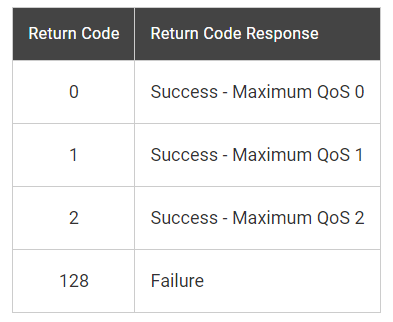 Return Code Return Code Response
0 Success - Maximum QoS 0
1 Success - Maximum QoS 1
2 Success - Maximum QoS 2
128 Failure